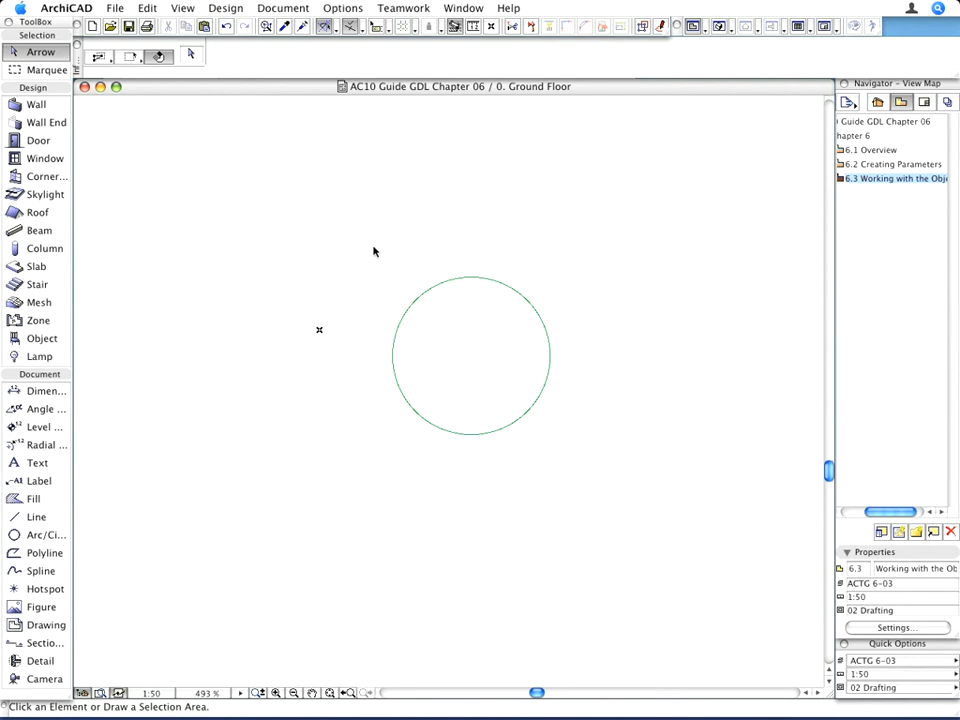 ArchiCAD File Edit View Design Document Options Teamwork Window Help
ToolBox
Selection
Arrow
Marquee
Design
Wall
Wall End
Door
Window
Corner...
Skylight
Roof
Beam
Column
Slab
Stair
Mesh
Zone
Object
Lamp
Document
Dimen...
Angle ...
Level ...
Radial ...
Text
Label
Fill
Line
Arc/Ci...
Polyline
Spline
Hotspot
Figure
Drawing
Sectio...
Detail
Camera
AC10 Guide GDL Chapter 06 / 0. Ground Floor
1:50 493 %
Click an Element or Draw a Selection Area.
Navigator - View Map
Guide GDL Chapter 06
hapter 6
6.1 Overview
6.2 Creating Parameters
6.3 Working with the Obje
Properties
6.3 Working with the Ob
ACTG 6-03
1:50
02 Drafting
Settings...
Quick Options
ACTG 6-03
1:50
02 Drafting